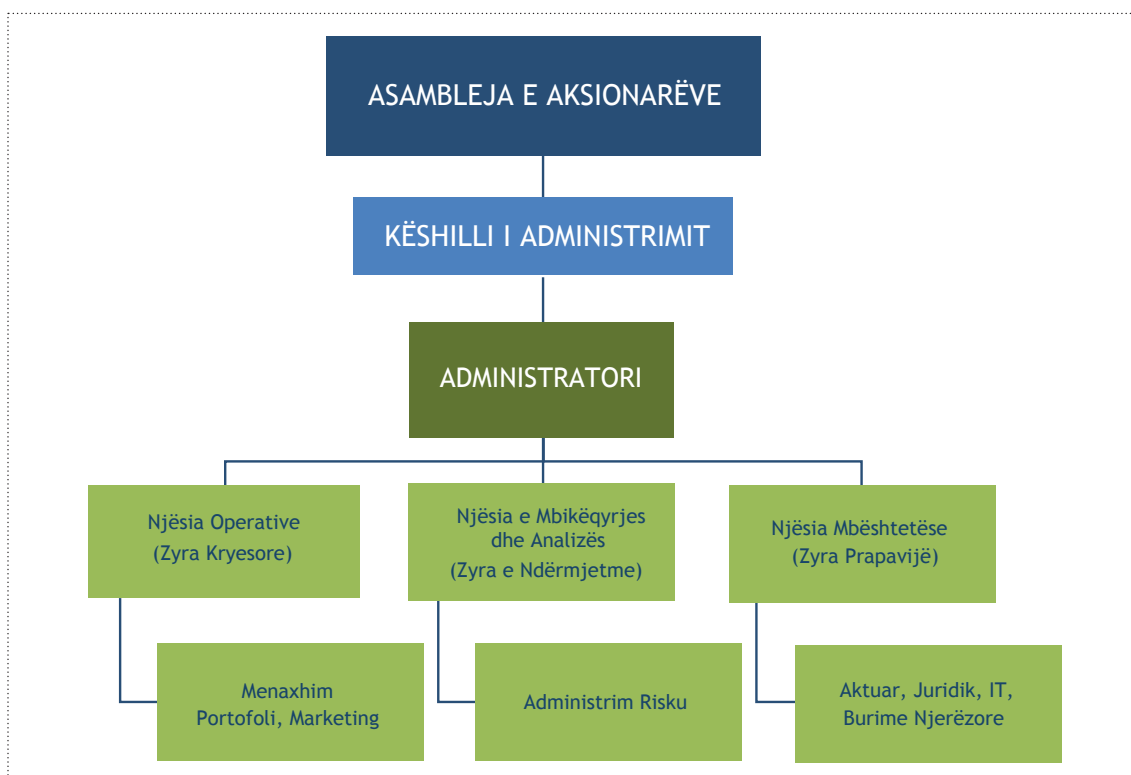 ASAMBLEJA E AKSIONARËVE
KËSHILLI I ADMINISTRIMIT
ADMINISTRATORI
Njësia Operative
(Zyra Kryesore)
Njësia e Mbikëqyrjes
dhe Analizës
(Zyra e Ndërmjetme)
Njësia Mbështetëse
(Zyra Prapavijë)
Menaxhim
Portofoli, Marketing
Administrim Risku
Aktuar, Juridik, IT,
Burime Njerëzore